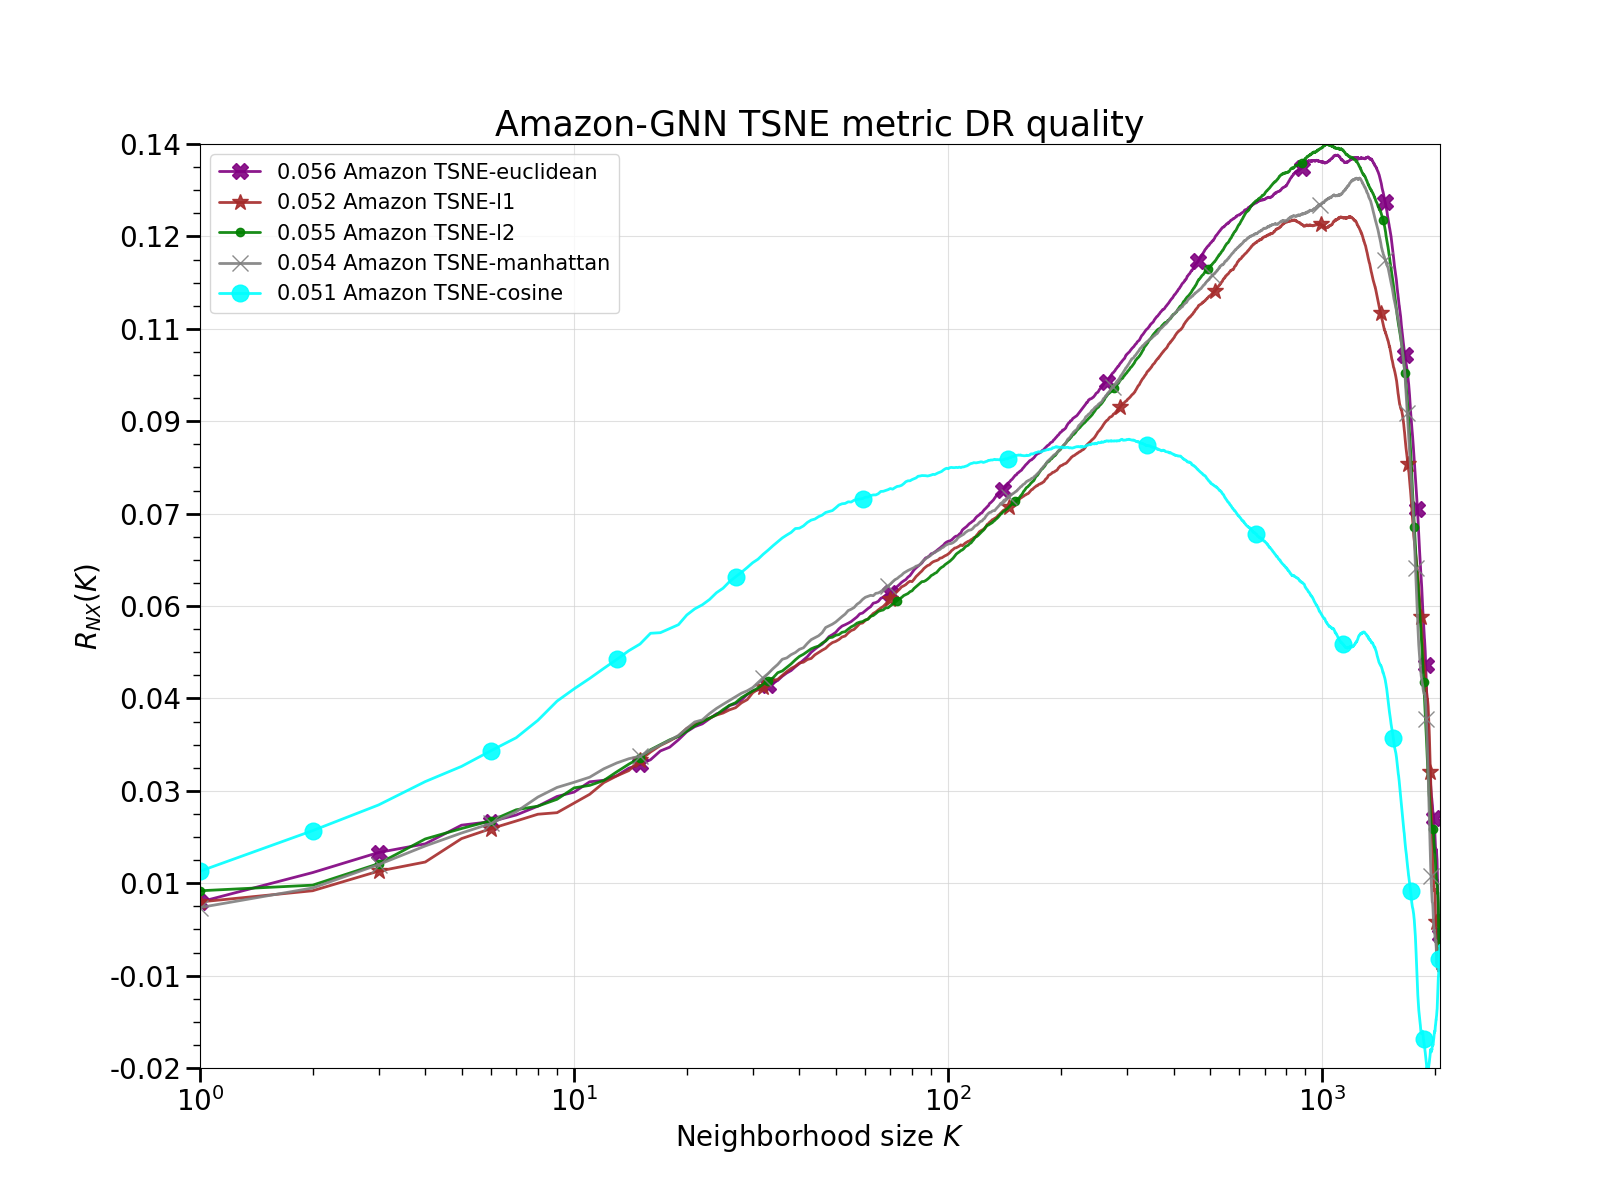 Amazon-GNN TSNE metric DR quality
0.056 Amazon TSNE-euclidean
0.052 Amazon TSNE-l1
0.055 Amazon TSNE-l2
0.054 Amazon TSNE-manhattan
0.051 Amazon TSNE-cosine
0.14
0.12
0.11
0.09
0.07
0.06
0.04
0.03
0.01
-0.01
-0.02
R_{NX}(K)
10^0 10^1 10^2 10^3
Neighborhood size K